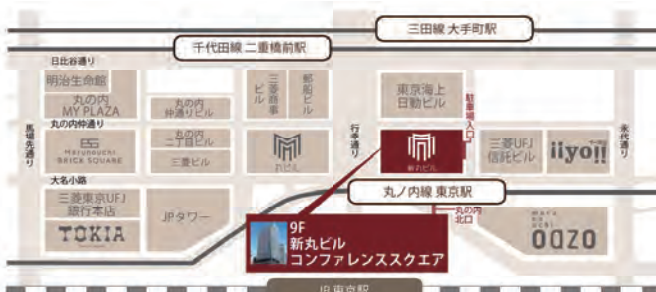 三田線 大手町駅
千代田線 二重橋前駅
日比谷通り
明治生命館
丸の内
MY PLAZA
丸の内
仲通りビル
三菱商事
ビル
郵船ビル
東京海上
日動ビル
駐車場入口
丸の内仲通り
馬場先通り
行幸通り
永代通り
Marunouchi
BRICK SQUARE
丸の内
二丁目ビル
三菱ビル
丸ビル
新丸ビル
三菱UFJ
信託ビル
iiyo!!
大名小路
丸ノ内線 東京駅
三菱東京UFJ
銀行本店
TOKIA
JPタワー
丸の内
北口
9F
新丸ビル
コンファレンススクエア
maru
no
uchi
OAZO
JR東京駅